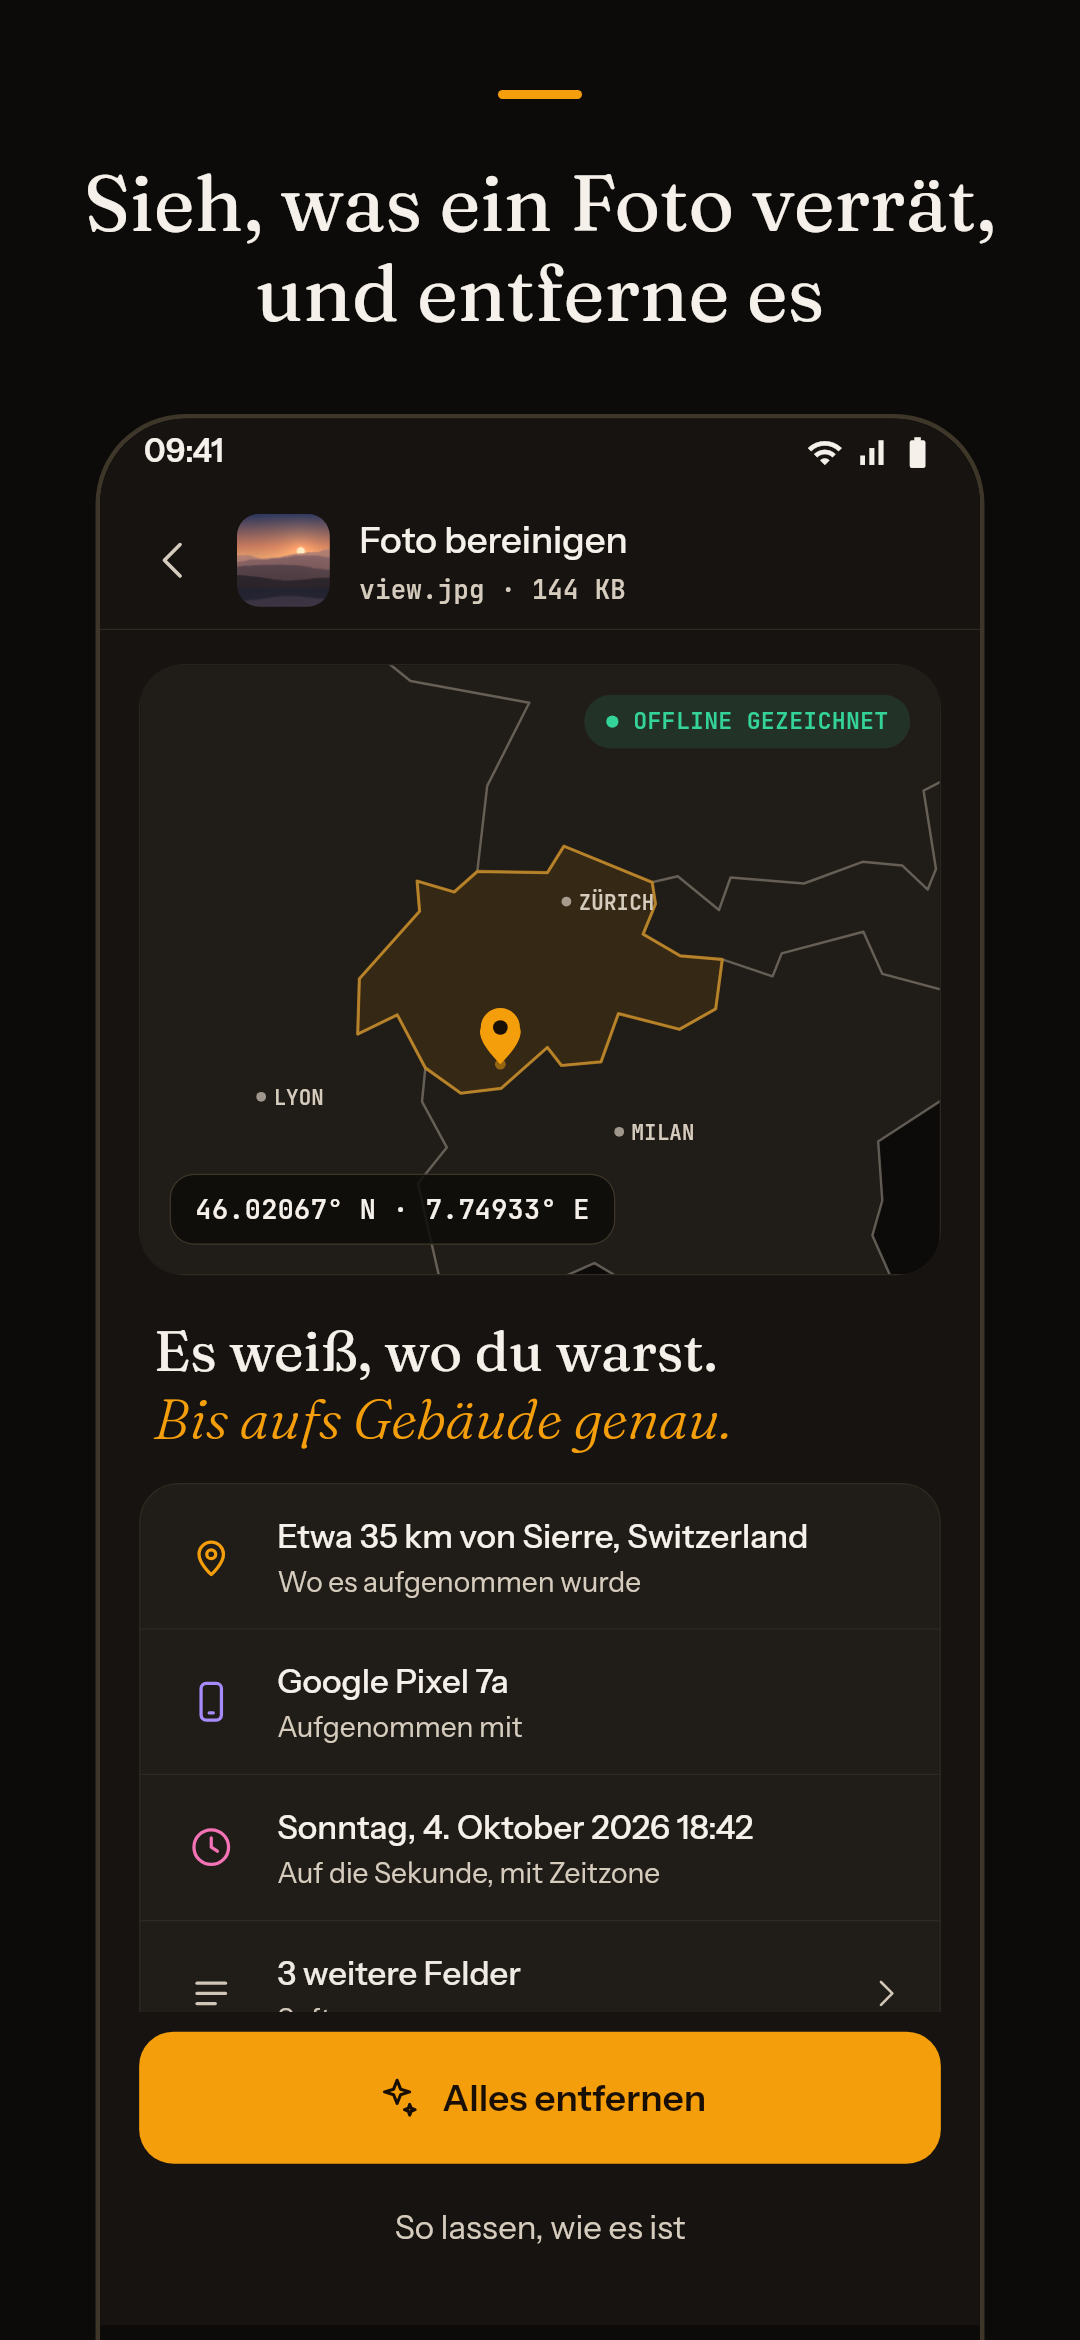 Sieh, was ein Foto verrät,
und entferne es
09:41
Foto bereinigen
view.jpg · 144 KB
OFFLINE GEZEICHNET
ZÜRICH
LYON
MILAN
46.02067° N · 7.74933° E
Es weiß, wo du warst.
Bis aufs Gebäude genau.
Etwa 35 km von Sierre, Switzerland
Wo es aufgenommen wurde
Google Pixel 7a
Aufgenommen mit
Sonntag, 4. Oktober 2026 18:42
Auf die Sekunde, mit Zeitzone
3 weitere Felder
Alles entfernen
So lassen, wie es ist